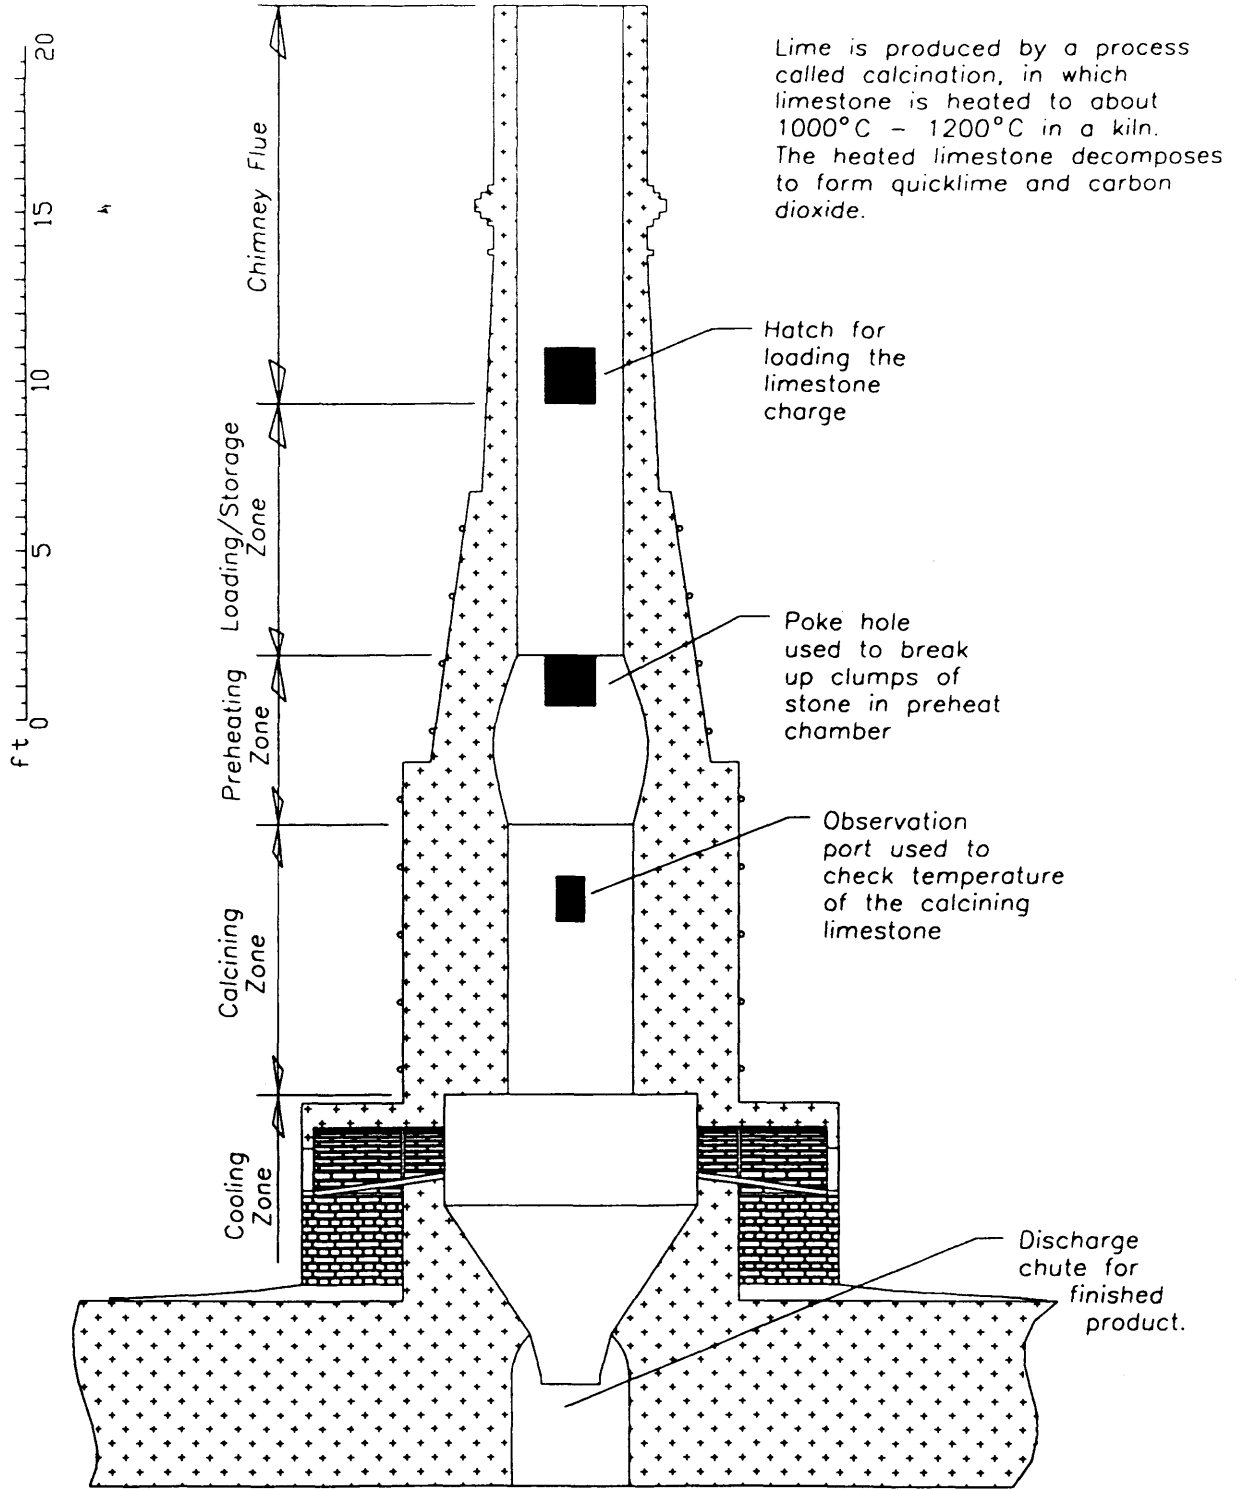 Lime is produced by a process
called calcination, in which
limestone is heated to about
1000°C - 1200°C in a kiln.
The heated limestone decomposes
to form quicklime and carbon
dioxide.
20
15
10
5
0
ft
Chimney Flue
Loading/Storage
Zone
Preheating
Zone
Calcining
Zone
Cooling
Zone
Hatch for
loading the
limestone
charge
Poke hole
used to break
up clumps of
stone in preheat
chamber
Observation
port used to
check temperature
of the calcining
limestone
Discharge
chute for
finished
product.